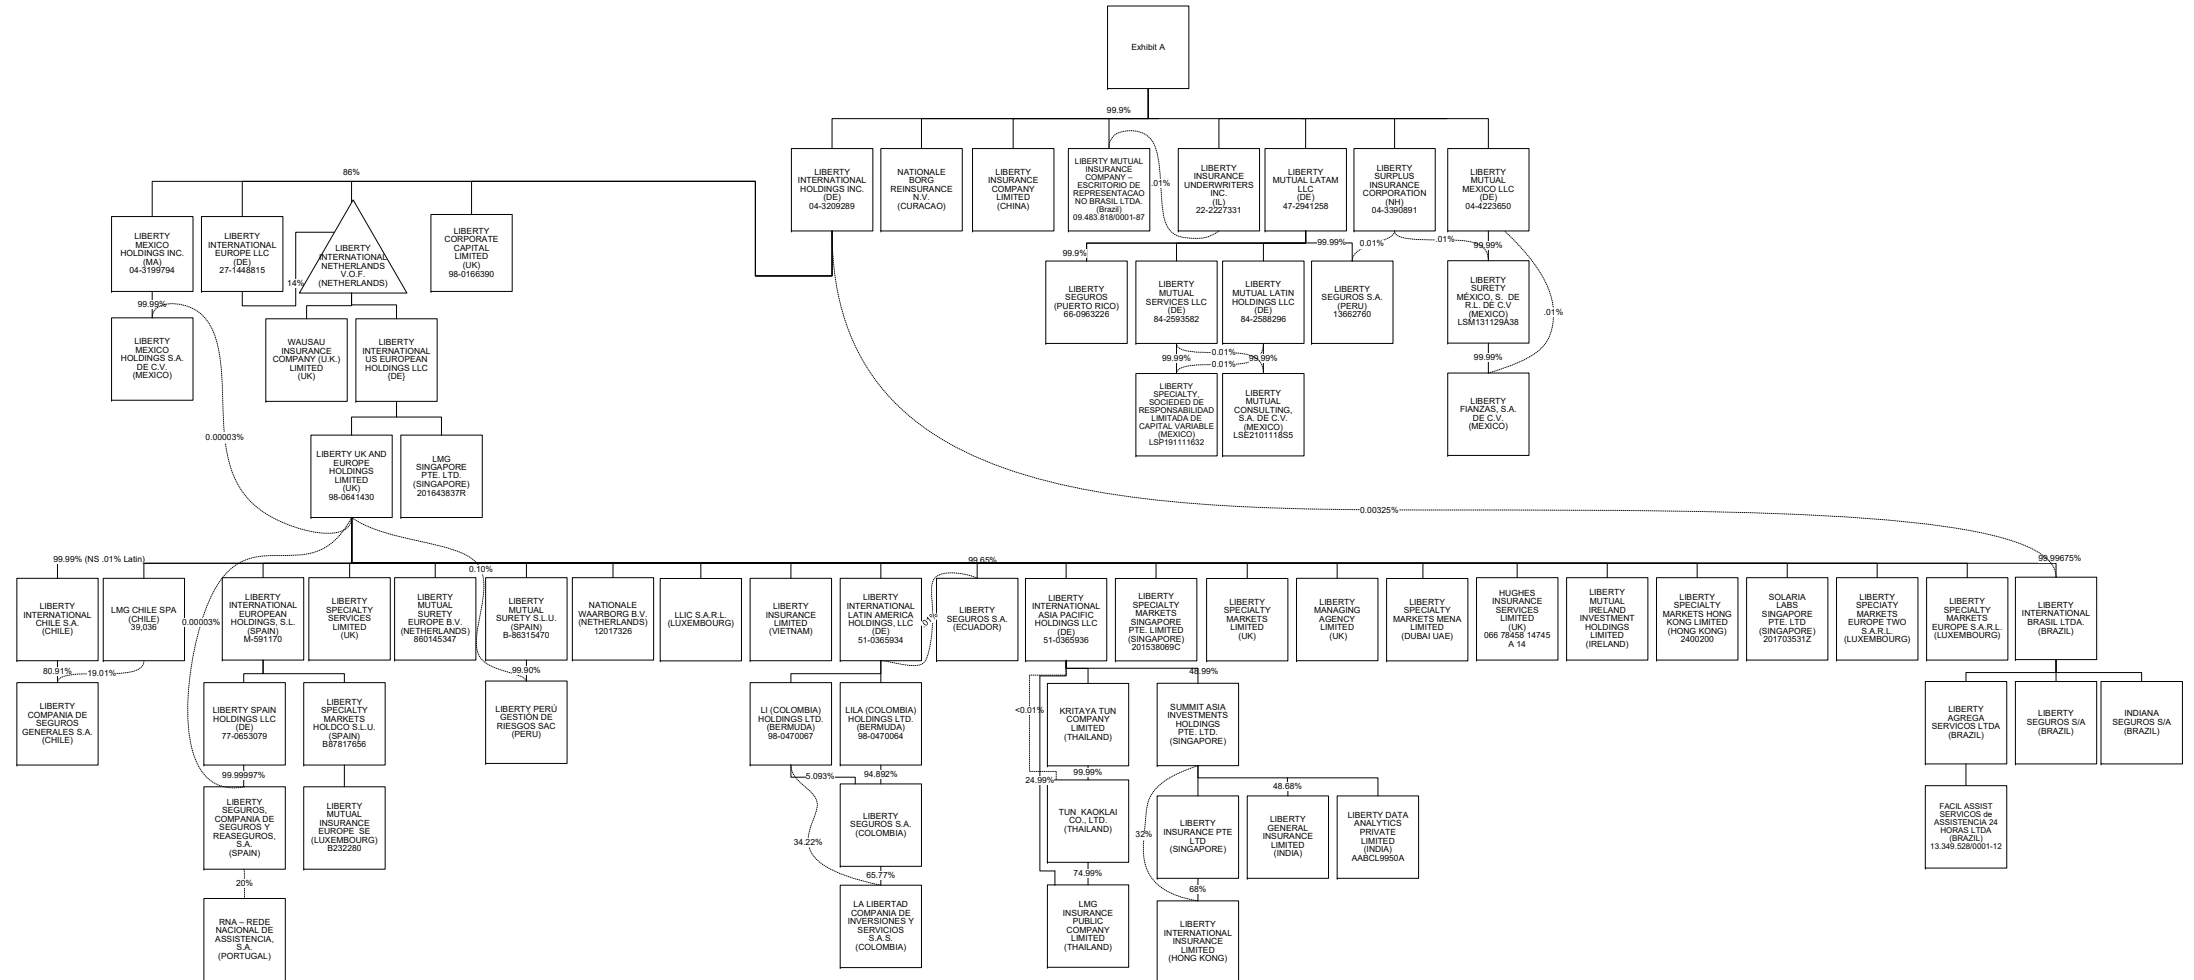 Exhibit A
99.9%
LIBERTY
INTERNATIONAL
HOLDINGS INC.
(DE)
04-3209289
NATIONALE
BORG
REINSURANCE
N.V.
(CURACAO)
LIBERTY
INSURANCE
COMPANY
LIMITED
(CHINA)
LIBERTY MUTUAL
INSURANCE
COMPANY –
ESCRITORIO DE
REPRESENTACAO
NO BRASIL LTDA.
(Brazil)
09.483.818/0001-87
.01%
LIBERTY
INSURANCE
UNDERWRITERS
INC.
(IL)
22-2227331
LIBERTY
MUTUAL LATAM
LLC
(DE)
47-2941258
LIBERTY
SURPLUS
INSURANCE
CORPORATION
(NH)
04-3390891
LIBERTY
MUTUAL
MEXICO LLC
(DE)
04-4223650
86%
LIBERTY
MEXICO
HOLDINGS INC.
(MA)
04-3199794
LIBERTY
INTERNATIONAL
EUROPE LLC
(DE)
27-1448815
14%
LIBERTY
INTERNATIONAL
NETHERLANDS
V.O.F.
(NETHERLANDS)
LIBERTY
CORPORATE
CAPITAL
LIMITED
(UK)
98-0166390
99.9%
99.99%
0.01%
.01%
99.99%
LIBERTY
SEGUROS
(PUERTO RICO)
66-0963226
LIBERTY
MUTUAL
SERVICES LLC
(DE)
84-2593582
LIBERTY
MUTUAL LATIN
HOLDINGS LLC
(DE)
84-2588296
LIBERTY
SEGUROS S.A.
(PERU)
13662760
LIBERTY
SURETY
MÉXICO, S. DE
R.L. DE C.V
(MEXICO)
LSM131129A38
.01%
99.99%
LIBERTY
MEXICO
HOLDINGS S.A.
DE C.V.
(MEXICO)
WAUSAU
INSURANCE
COMPANY (U.K.)
LIMITED
(UK)
LIBERTY
INTERNATIONAL
US EUROPEAN
HOLDINGS LLC
(DE)
99.99%
0.01%
0.01%
99.99%
99.99%
LIBERTY
SPECIALTY,
SOCIEDED DE
RESPONSABILIDAD
LIMITADA DE
CAPITAL VARIABLE
(MEXICO)
LSP191111632
LIBERTY
MUTUAL
CONSULTING,
S.A. DE C.V.
(MEXICO)
LSE2101118S5
LIBERTY
FIANZAS, S.A.
DE C.V.
(MEXICO)
0.00003%
LIBERTY UK AND
EUROPE
HOLDINGS
LIMITED
(UK)
98-0641430
LMG
SINGAPORE
PTE. LTD.
(SINGAPORE)
201643837R
0.00325%
99.99% (NS .01% Latin)
0.10%
99.65%
99.99675%
LIBERTY
INTERNATIONAL
CHILE S.A.
(CHILE)
LMG CHILE SPA
(CHILE)
39,036
0.00003%
LIBERTY
INTERNATIONAL
EUROPEAN
HOLDINGS, S.L.
(SPAIN)
M-591170
LIBERTY
SPECIALTY
SERVICES
LIMITED
(UK)
LIBERTY
MUTUAL
SURETY
EUROPE B.V.
(NETHERLANDS)
860145347
LIBERTY
MUTUAL
SURETY S.L.U.
(SPAIN)
B-86315470
NATIONALE
WAARBORG B.V.
(NETHERLANDS)
12017326
LLIC S.A.R.L.
(LUXEMBOURG)
LIBERTY
INSURANCE
LIMITED
(VIETNAM)
LIBERTY
INTERNATIONAL
LATIN AMERICA
HOLDINGS, LLC
(DE)
51-0365934
LIBERTY
SEGUROS S.A.
(ECUADOR)
LIBERTY
INTERNATIONAL
ASIA PACIFIC
HOLDINGS LLC
(DE)
51-0365936
LIBERTY
SPECIALTY
MARKETS
SINGAPORE
PTE. LIMITED
(SINGAPORE)
201538069C
LIBERTY
SPECIALTY
MARKETS
LIMITED
(UK)
LIBERTY
MANAGING
AGENCY
LIMITED
(UK)
LIBERTY
SPECIALTY
MARKETS MENA
LIMITED
(DUBAI UAE)
HUGHES
INSURANCE
SERVICES
LIMITED
(UK)
066 78458 14745
A 14
LIBERTY
MUTUAL
IRELAND
INVESTMENT
HOLDINGS
LIMITED
(IRELAND)
LIBERTY
SPECIALTY
MARKETS HONG
KONG LIMITED
(HONG KONG)
2400200
SOLARIA
LABS
SINGAPORE
PTE. LTD
(SINGAPORE)
201703531Z
LIBERTY
SPECIATY
MARKETS
EUROPE TWO
S.A.R.L.
(LUXEMBOURG)
LIBERTY
SPECIALTY
MARKETS
EUROPE S.A.R.L.
(LUXEMBOURG)
LIBERTY
INTERNATIONAL
BRASIL LTDA.
(BRAZIL)
80.91%
19.01%
99.90%
48.99%
LIBERTY
COMPANIA DE
SEGUROS
GENERALES S.A.
(CHILE)
LIBERTY SPAIN
HOLDINGS LLC
(DE)
77-0653079
LIBERTY
SPECIALTY
MARKETS
HOLDCO S.L.U.
(SPAIN)
B87817656
LIBERTY PERÚ
GESTIÓN DE
RIESGOS SAC
(PERU)
LI (COLOMBIA)
HOLDINGS LTD.
(BERMUDA)
98-0470067
LILA (COLOMBIA)
HOLDINGS LTD.
(BERMUDA)
98-0470064
<0.01%
KRITAYA TUN
COMPANY
LIMITED
(THAILAND)
SUMMIT ASIA
INVESTMENTS
HOLDINGS
PTE. LTD.
(SINGAPORE)
LIBERTY
AGREGA
SERVICOS LTDA
(BRAZIL)
LIBERTY
SEGUROS S/A
(BRAZIL)
INDIANA
SEGUROS S/A
(BRAZIL)
99.99997%
5.093%
94.892%
24.99%
99.99%
48.68%
LIBERTY
SEGUROS,
COMPANIA DE
SEGUROS Y
REASEGUROS,
S.A.
(SPAIN)
LIBERTY
MUTUAL
INSURANCE
EUROPE SE
(LUXEMBOURG)
B232280
34.22%
LIBERTY
SEGUROS S.A.
(COLOMBIA)
TUN KAOKLAI
CO., LTD.
(THAILAND)
32%
LIBERTY
INSURANCE PTE
LTD
(SINGAPORE)
LIBERTY
GENERAL
INSURANCE
LIMITED
(INDIA)
LIBERTY DATA
ANALYTICS
PRIVATE
LIMITED
(INDIA)
AABCL9950A
FACIL ASSIST
SERVICOS de
ASSISTENCIA 24
HORAS LTDA
(BRAZIL)
13.349.528/0001-12
20%
65.77%
74.99%
68%
RNA – REDE
NACIONAL DE
ASSISTENCIA,
S.A.
(PORTUGAL)
LA LIBERTAD
COMPANIA DE
INVERSIONES Y
SERVICIOS
S.A.S.
(COLOMBIA)
LMG
INSURANCE
PUBLIC
COMPANY
LIMITED
(THAILAND)
LIBERTY
INTERNATIONAL
INSURANCE
LIMITED
(HONG KONG)